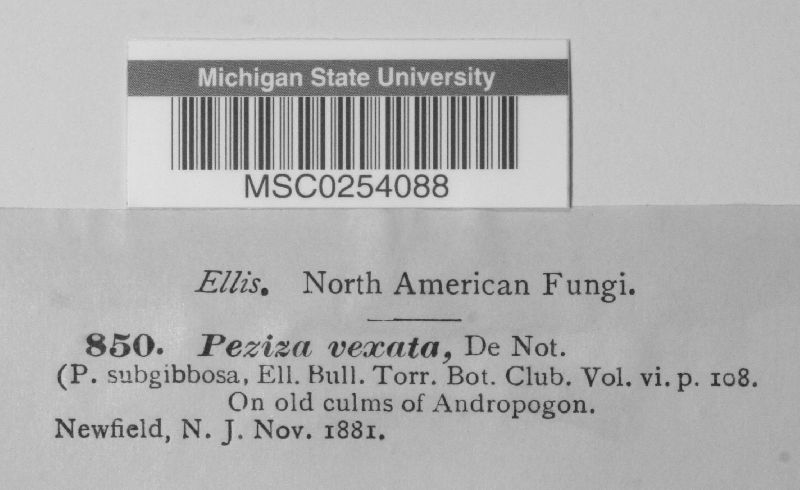 Michigan State University
MSC0254088
Ellis. North American Fungi.
850. Peziza vexata, De Not.
(P. subgibbosa, Ell. Bull. Torr. Bot. Club. Vol. vi. p. 108.
On old culms of Andropogon.
Newfield, N. J. Nov. 1881.